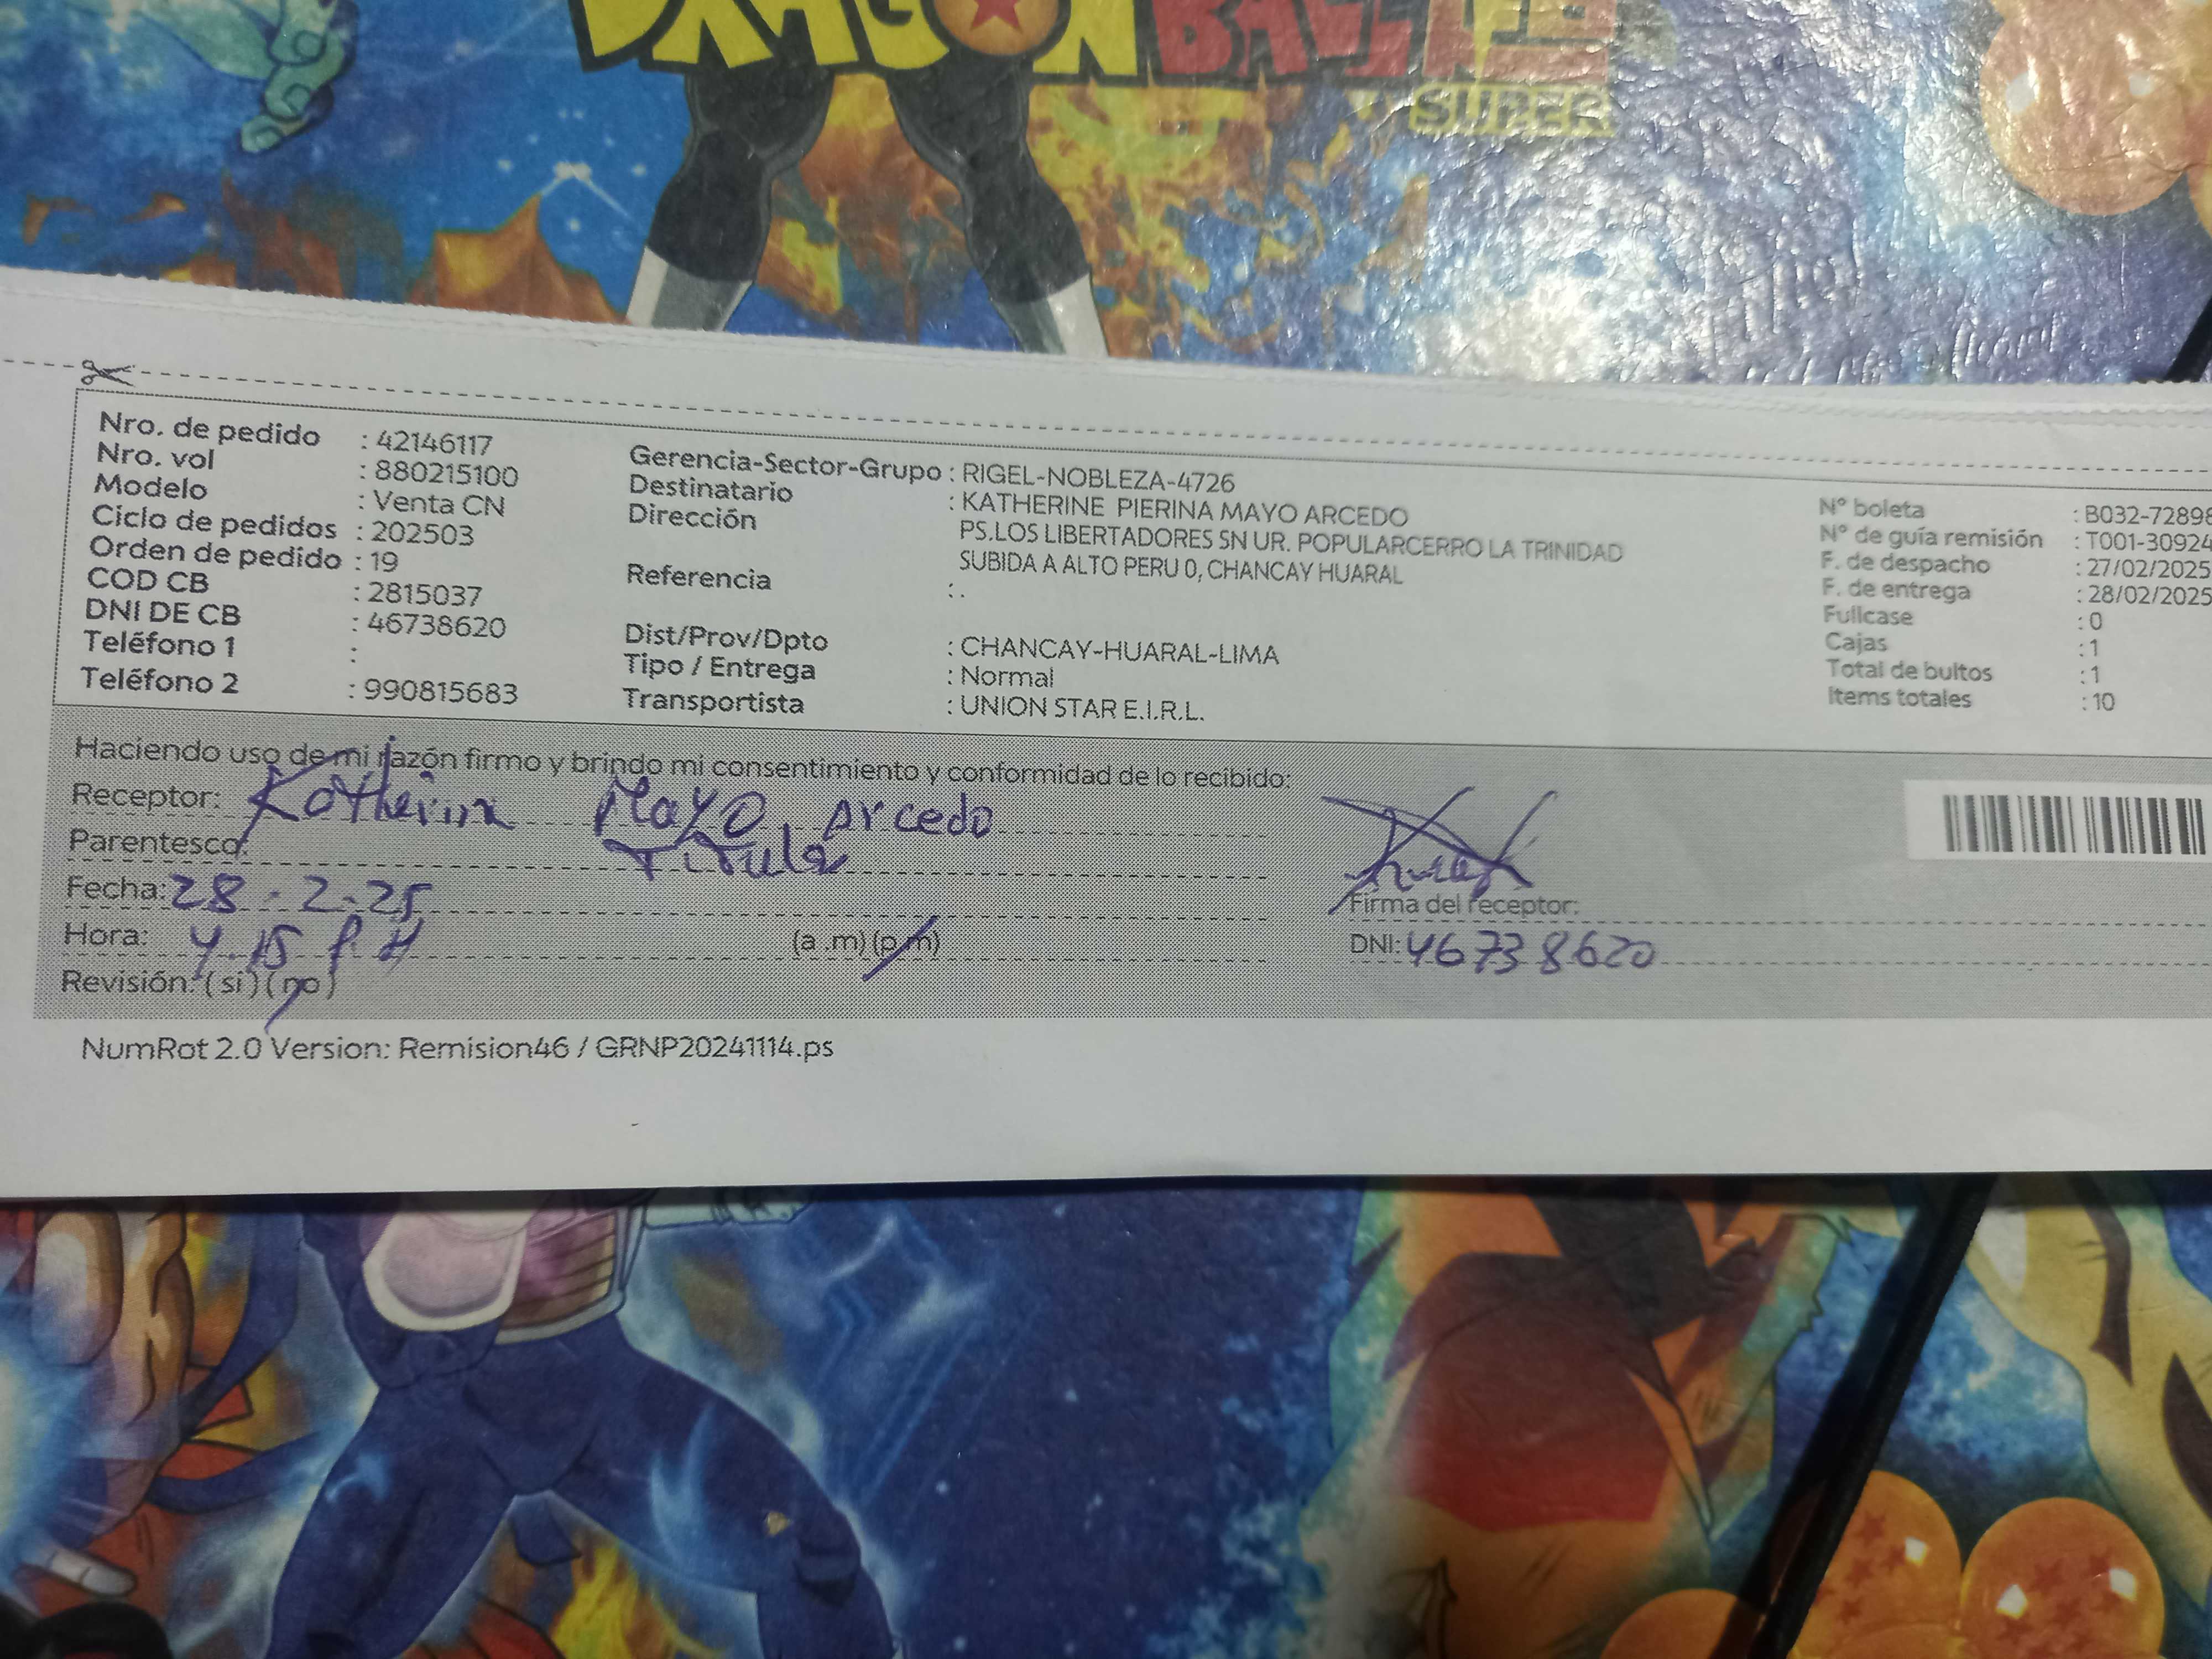 DRAGON BALL
SUPER
Nro. de pedido : 42146117
Nro. vol : 880215100
Modelo : Venta CN
Ciclo de pedidos : 202503
Orden de pedido : 19
COD CB : 2815037
DNI DE CB : 46738620
Teléfono 1 :
Teléfono 2 : 990815683
Gerencia-Sector-Grupo : RIGEL-NOBLEZA-4726
Destinatario : KATHERINE PIERINA MAYO ARCEDO
Dirección PS.LOS LIBERTADORES SN UR. POPULARCERRO LA TRINIDAD
SUBIDA A ALTO PERU 0, CHANCAY HUARAL
Referencia : .
Dist/Prov/Dpto : CHANCAY-HUARAL-LIMA
Tipo / Entrega : Normal
Transportista : UNION STAR E.I.R.L.
N° boleta : B032-72898
N° de guía remisión : T001-30924
F. de despacho : 27/02/2025
F. de entrega : 28/02/2025
Fullcase : 0
Cajas : 1
Total de bultos : 1
Items totales : 10
Haciendo uso de mi razón firmo y brindo mi consentimiento y conformidad de lo recibido:
Receptor: Katherine Mayo Arcedo
Parentesco: Titular
Fecha: 28.2.25
Hora: 4.15 P.M (a .m) (p.m)
Revisión: (si) (no)
Firma del receptor:
DNI: 46738620
NumRot 2.0 Version: Remision46 / GRNP20241114.ps